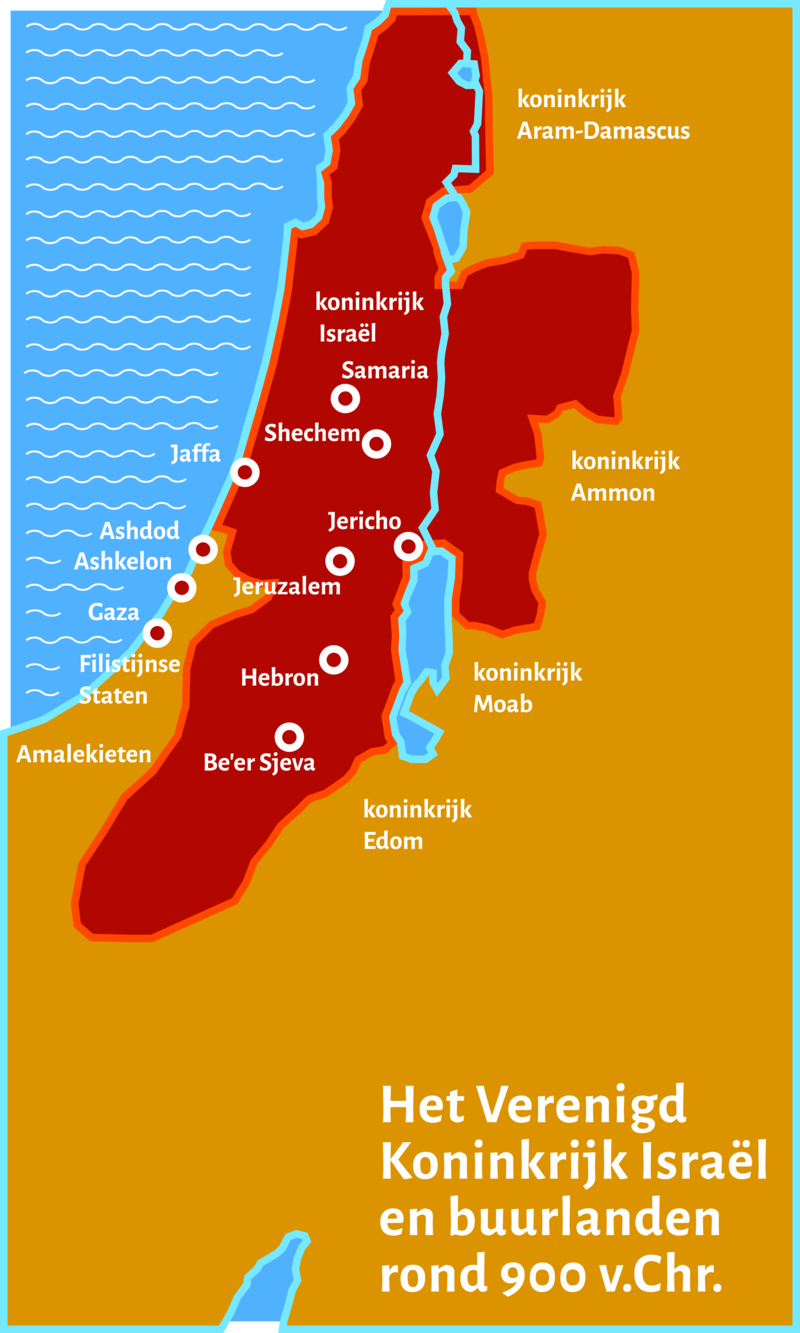 koninkrijk
Aram-Damascus
koninkrijk
Israël
Samaria
Shechem
Jaffa
koninkrijk
Ammon
Jericho
Ashdod
Ashkelon
Jeruzalem
Gaza
Filistijnse
Staten
Hebron
koninkrijk
Moab
Amalekieten
Be'er Sjeva
koninkrijk
Edom
Het Verenigd
Koninkrijk Israël
en buurlanden
rond 900 v.Chr.